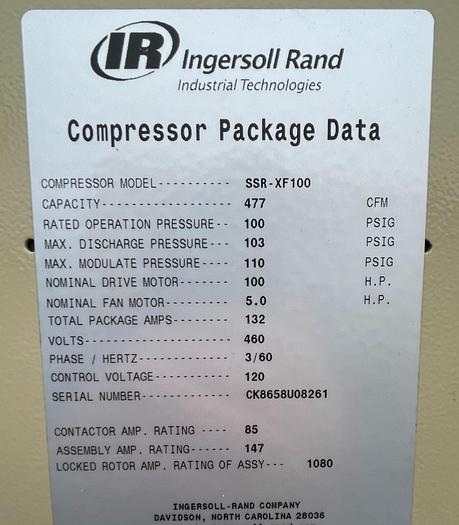 IR Ingersoll Rand
Industrial Technologies
Compressor Package Data
COMPRESSOR MODEL---------- SSR-XF100
CAPACITY------------------ 477 CFM
RATED OPERATION PRESSURE-- 100 PSIG
MAX. DISCHARGE PRESSURE--- 103 PSIG
MAX. MODULATE PRESSURE---- 110 PSIG
NOMINAL DRIVE MOTOR------- 100 H.P.
NOMINAL FAN MOTOR--------- 5.0 H.P.
TOTAL PACKAGE AMPS-------- 132
VOLTS--------------------- 460
PHASE / HERTZ------------- 3/60
CONTROL VOLTAGE----------- 120
SERIAL NUMBER------------- CK8658U08261
CONTACTOR AMP. RATING ---- 85
ASSEMBLY AMP. RATING------ 147
LOCKED ROTOR AMP. RATING OF ASSY--- 1080
INGERSOLL-RAND COMPANY
DAVIDSON, NORTH CAROLINA 28036